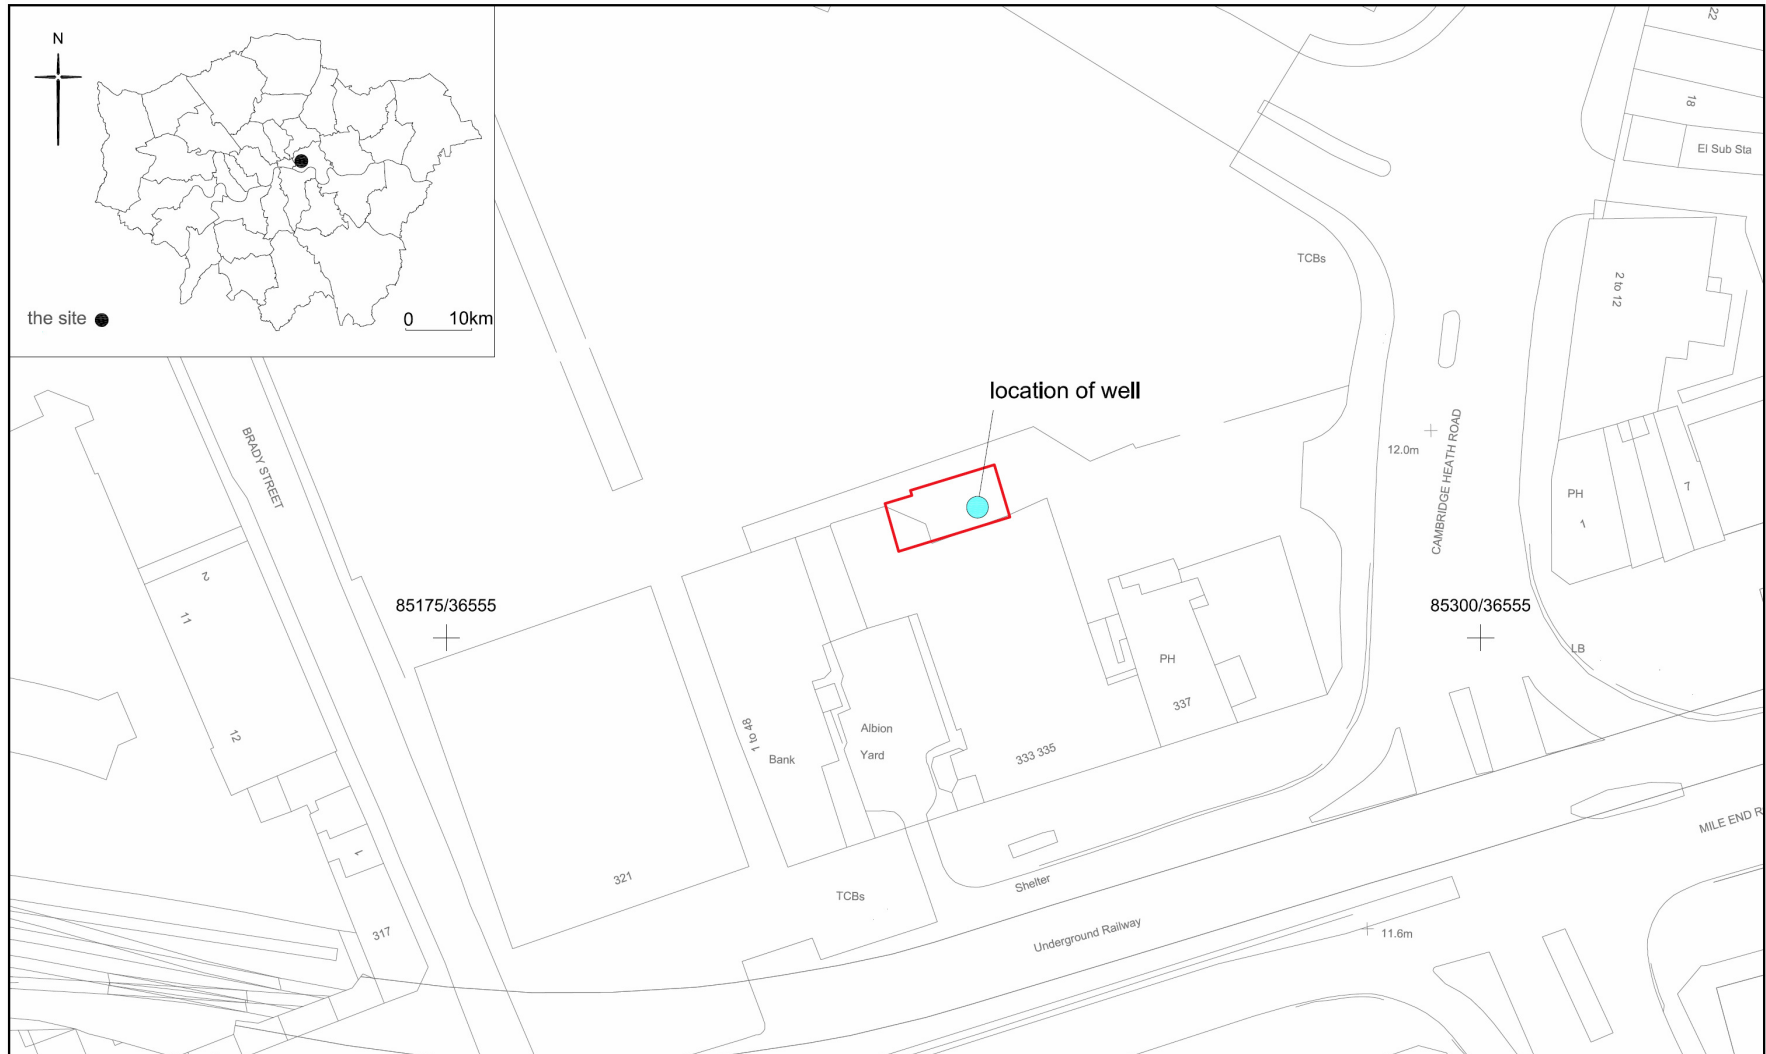 N
the site
0 10km
22
18
El Sub Sta
TCBs
2 to 12
location of well
BRADY STREET
12.0m
CAMBRIDGE HEATH ROAD
PH
1
7
2
11
85175/36555
85300/36555
LB
PH
337
12
1 to 48
Bank
Albion
Yard
333 335
1
321
TCBs
Shelter
317
Underground Railway
11.6m
MILE END R